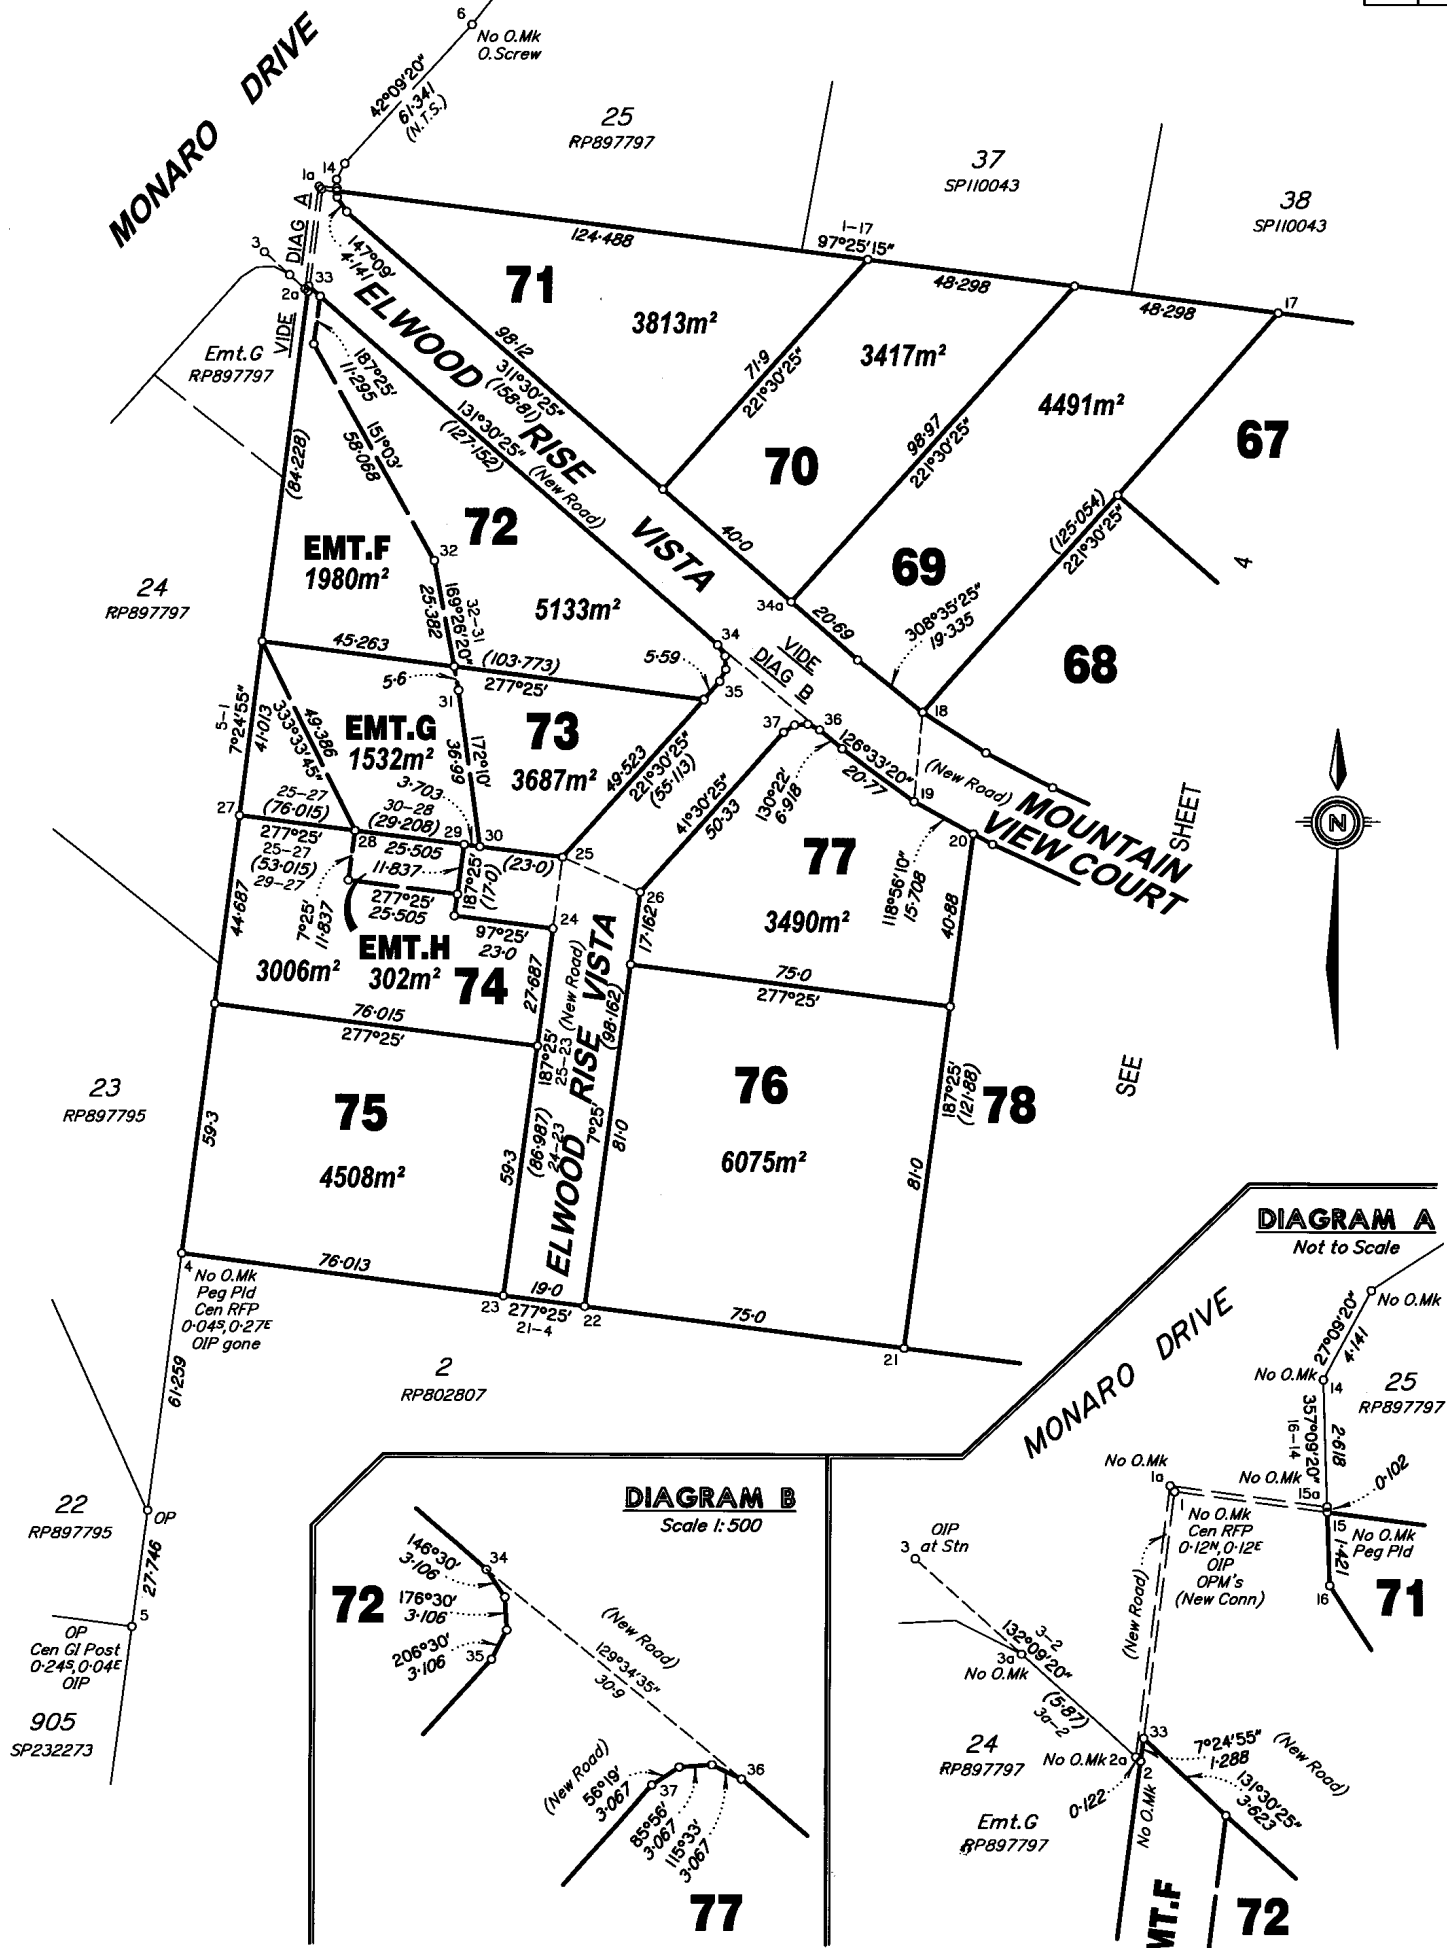 6
No O.Mk
O.Screw
MONARO DRIVE
42°09'20"
61·341
(N.T.S.)
25
RP897797
37
SP110043
38
SP110043
14
1a
DIAG A
VIDE
3
33
2a
147°09'
4·141
124·488
1-17
97°25'15"
48·298
48·298
17
71
3813m²
3417m²
4491m²
67
Emt.G
RP897797
187°25'
11·295
ELWOOD RISE VISTA
98·12
311°30'25"
(158·81)
131°30'25"
(127·152)
(New Road)
71·9
221°30'25"
98·97
221°30'25"
(125·054)
221°30'25"
70
(84·228)
151°03'
58·068
72
EMT.F
1980m²
32
40·0
69
4
24
RP897797
5133m²
169°26'20"
32-31
25·382
34a
20·69
308°35'25"
19·335
68
34
VIDE
DIAG B
45·263
(103·773)
277°25'
5·59
35
5·6
31
18
5-1
7°24'55"
41·013
333°33'45"
49·386
EMT.G
1532m²
73
3687m²
172°10'
36·99
49·523
221°30'25"
(55·113)
37
36
126°33'20"
20·77
130°22'
6·918
(New Road)
MOUNTAIN
VIEW COURT
SEE SHEET
N
25-27
(76·015)
277°25'
25-27
(53·015)
29-27
3·703
30-28
(29·208)
25·505
27
28
29
30
(23·0)
25
41°30'25"
50·33
19
20
77
118°56'10"
15·708
11·837
187°25'
(17·0)
26
277°25'
25·505
24
3490m²
40·88
44·687
7°25'
11·837
97°25'
23·0
17·162
EMT.H
302m²
3006m²
74
27·687
(New Road)
ELWOOD RISE VISTA
75·0
277°25'
76·015
277°25'
187°25'
25-23
(98·162)
23
RP897795
75
4508m²
59·3
59·3
(86·987)
24-23
7°25'
81·0
76
6075m²
187°25'
(121·88)
78
81·0
4
No O.Mk
Peg Pld
Cen RFP
0·04S,0·27E
OIP gone
76·013
19·0
23
277°25'
21-4
22
75·0
21
61·259
2
RP802807
22
RP897795
OP
27·746
5
OP
Cen GI Post
0·24S,0·04E
OIP
905
SP232273
DIAGRAM B
Scale 1:500
34
146°30'
3·106
72
176°30'
3·106
206°30'
3·106
35
(New Road)
129°34'35"
30·9
36
(New Road)
56°19'
3·067
37
85°56'
3·067
115°33'
3·067
77
DIAGRAM A
Not to Scale
MONARO DRIVE
No O.Mk
27°09'20"
4·141
No O.Mk
14
25
RP897797
357°09'20"
16-14
2·618
No O.Mk
1a
No O.Mk
15a
0·102
1
No O.Mk
Cen RFP
0·12N,0·12E
OIP
OPM's
(New Conn)
15
No O.Mk
Peg Pld
1·421
16
71
OIP
at Stn
3
(New Road)
3-2
132°09'20"
3a
No O.Mk
(5·87)
3a-2
33
24
RP897797
No O.Mk
2a
2
7°24'55"
1·288
(New Road)
131°30'25"
3·623
0·122
No O.Mk
Emt.G
RP897797
MT.F
72